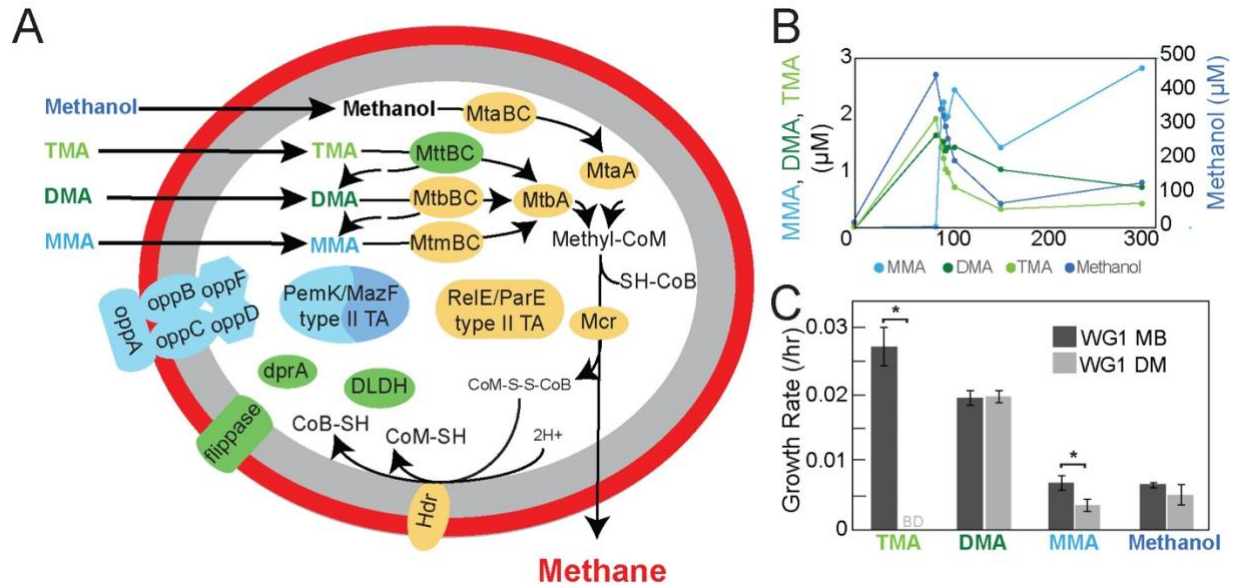 A
Methanol
Methanol
MtaBC
TMA
TMA
MttBC
MtaA
DMA
DMA
MtbBC
MtbA
MMA
MMA
MtmBC
Methyl-CoM
SH-CoB
oppA
oppB
oppF
oppC
oppD
PemK/MazF
type II TA
RelE/ParE
type II TA
Mcr
dprA
DLDH
CoM-S-S-CoB
CoB-SH
CoM-SH
2H+
flippase
Hdr
Methane
B
MMA, DMA, TMA
(µM)
3
2
1
0
100
200
300
500
400
300
200
100
0
Methanol (µM)
MMA
DMA
TMA
Methanol
C
Growth Rate (/hr)
0.03
0.02
0.01
0
*
BD
*
WG1 MB
WG1 DM
TMA
DMA
MMA
Methanol